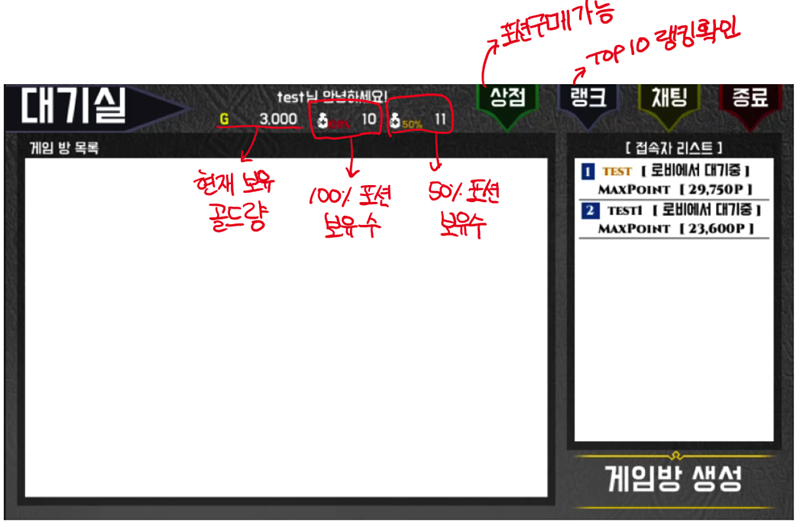 포션구매가능
TOP 10 랭킹확인
대기실
test님 안녕하세요!
상점
랭크
채팅
종료
G 3,000
10
50% 11
게임 방 목록
[ 접속자 리스트 ]
현재 보유
골드량
100% 포션
보유수
50% 포션
보유수
1 TEST [ 로비에서 대기중 ]
MAXPOINT [ 29,750P ]
2 TEST1 [ 로비에서 대기중 ]
MAXPOINT [ 23,600P ]
게임방 생성